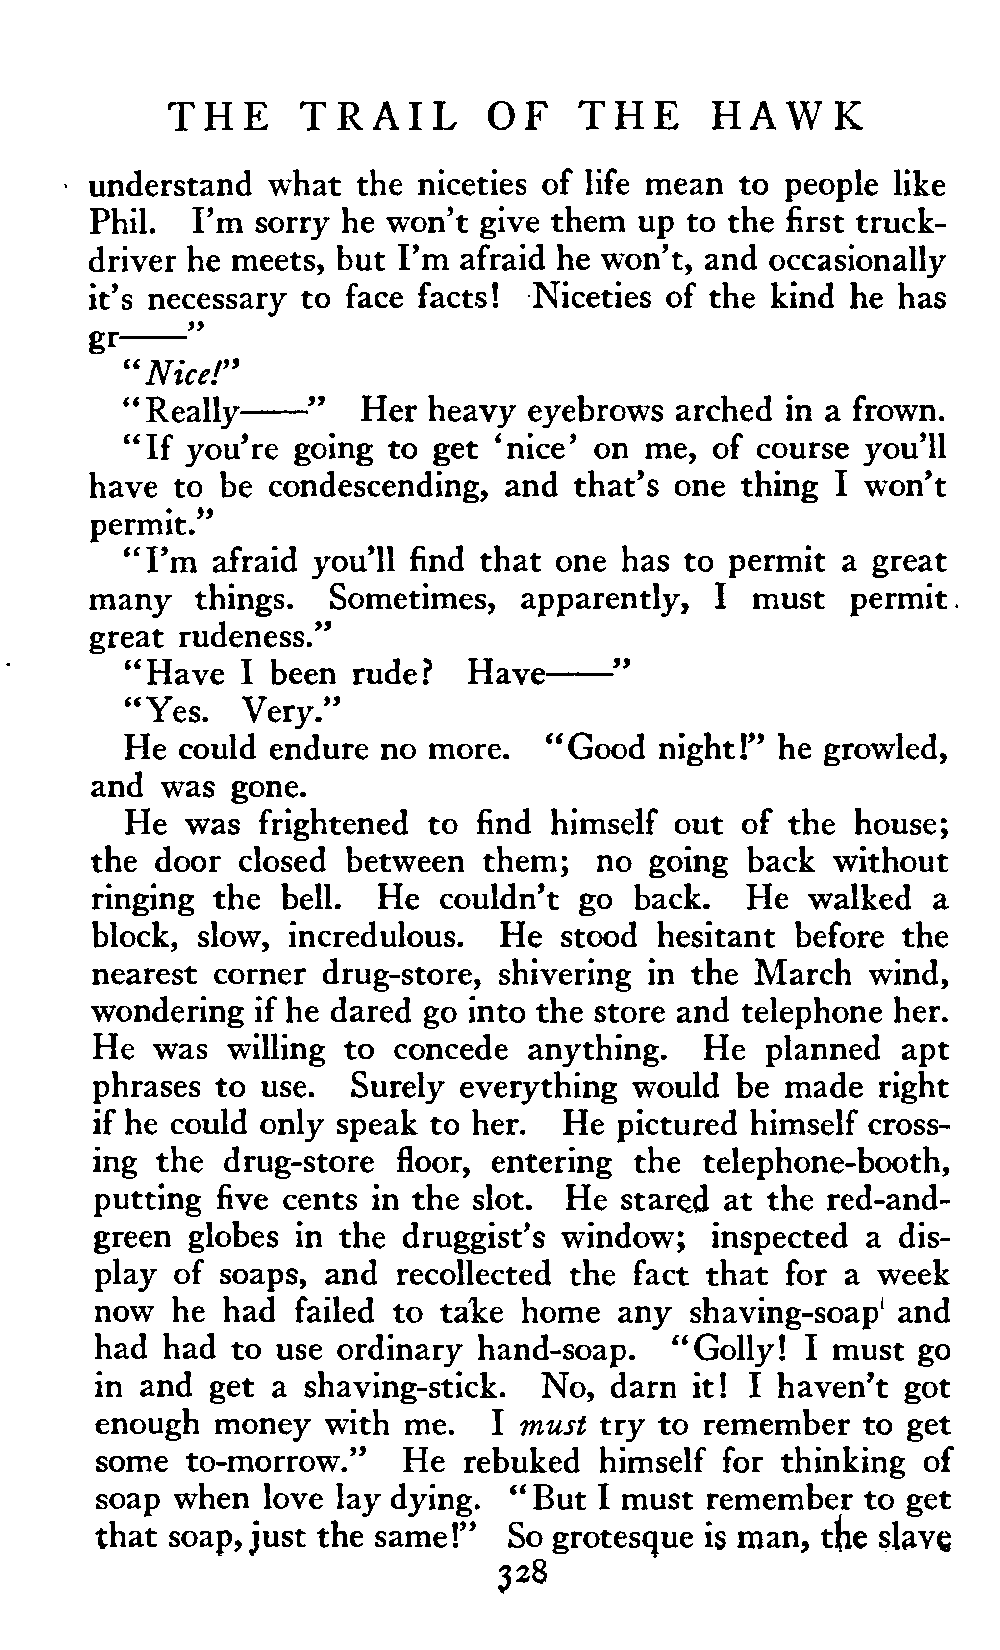 THE TRAIL OF THE HAWK
understand what the niceties of life mean to people like
Phil. I'm sorry he won't give them up to the first truck-
driver he meets, but I'm afraid he won't, and occasionally
it's necessary to face facts! Niceties of the kind he has
gr——"
"Nice!"
"Really——" Her heavy eyebrows arched in a frown.
"If you're going to get 'nice' on me, of course you'll
have to be condescending, and that's one thing I won't
permit."
"I'm afraid you'll find that one has to permit a great
many things. Sometimes, apparently, I must permit
great rudeness."
"Have I been rude? Have——"
"Yes. Very."
He could endure no more. "Good night!" he growled,
and was gone.
He was frightened to find himself out of the house;
the door closed between them; no going back without
ringing the bell. He couldn't go back. He walked a
block, slow, incredulous. He stood hesitant before the
nearest corner drug-store, shivering in the March wind,
wondering if he dared go into the store and telephone her.
He was willing to concede anything. He planned apt
phrases to use. Surely everything would be made right
if he could only speak to her. He pictured himself cross-
ing the drug-store floor, entering the telephone-booth,
putting five cents in the slot. He stared at the red-and-
green globes in the druggist's window; inspected a dis-
play of soaps, and recollected the fact that for a week
now he had failed to take home any shaving-soap and
had had to use ordinary hand-soap. "Golly! I must go
in and get a shaving-stick. No, darn it! I haven't got
enough money with me. I must try to remember to get
some to-morrow." He rebuked himself for thinking of
soap when love lay dying. "But I must remember to get
that soap, just the same!" So grotesque is man, the slave
328